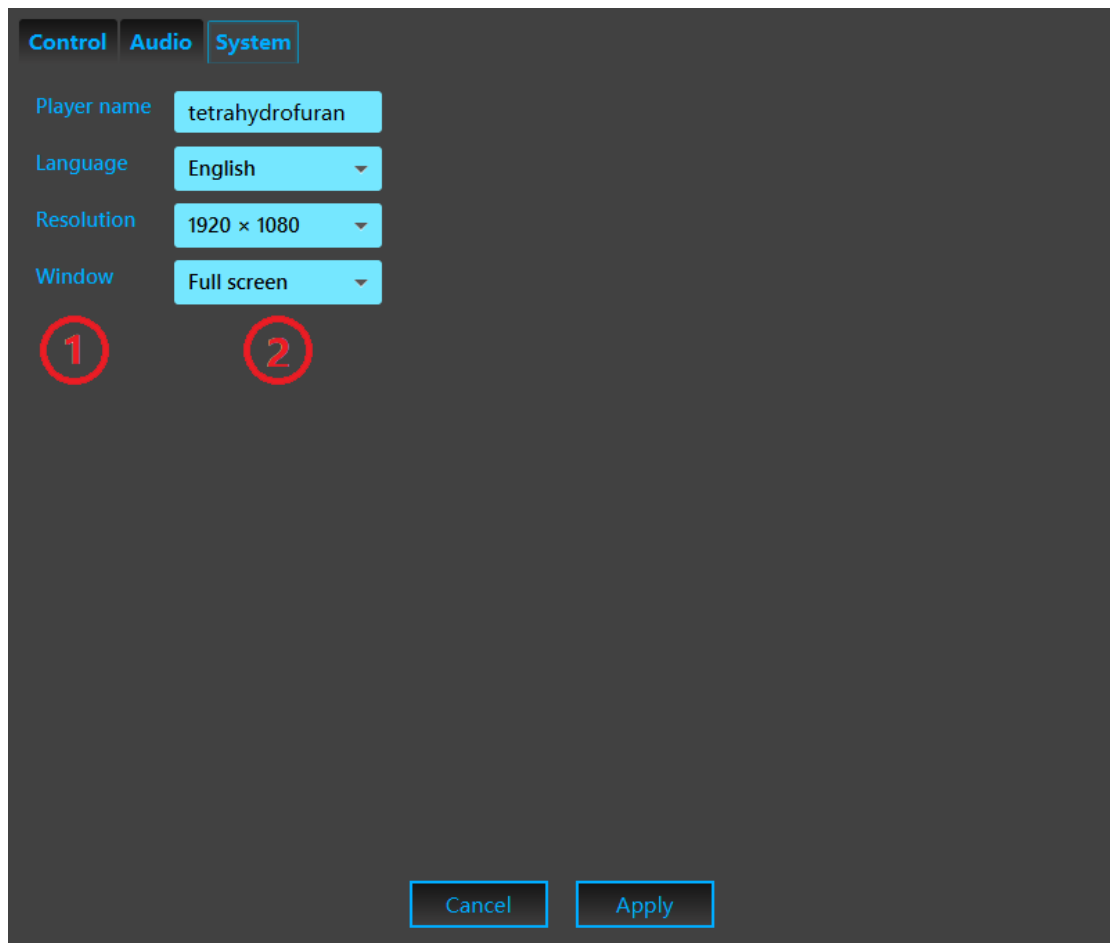 Control Audio System
Player name tetrahydrofuran
Language English
Resolution 1920 × 1080
Window Full screen
1 2
Cancel Apply